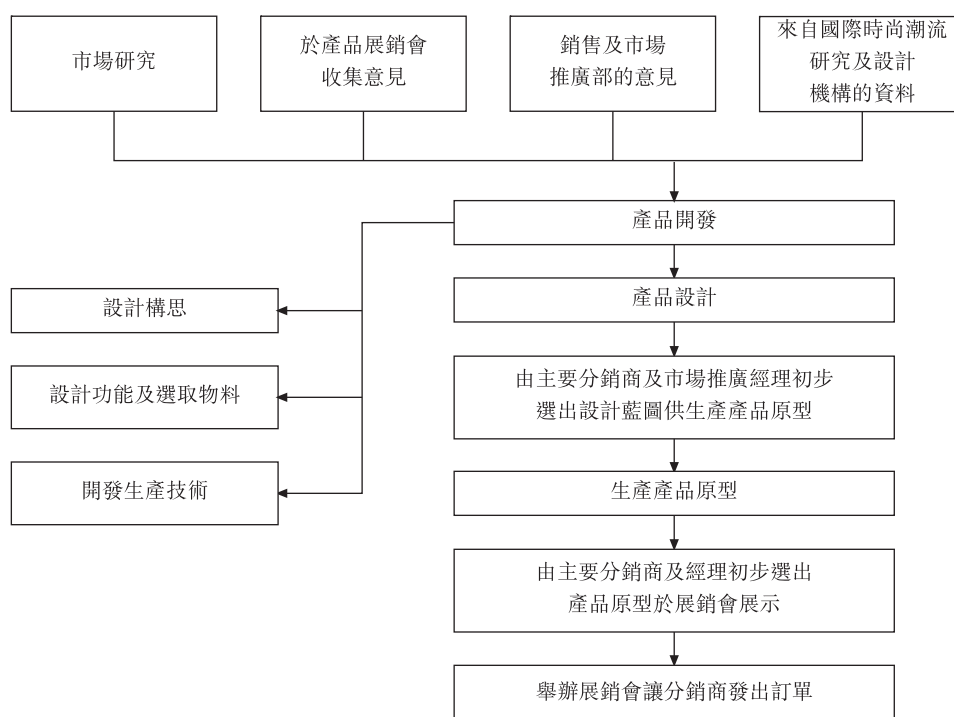 市場研究
於產品展銷會
收集意見
銷售及市場
推廣部的意見
來自國際時尚潮流
研究及設計
機構的資料
產品開發
產品設計
設計構思
由主要分銷商及市場推廣經理初步
選出設計藍圖供生產產品原型
設計功能及選取物料
生產產品原型
開發生產技術
由主要分銷商及經理初步選出
產品原型於展銷會展示
舉辦展銷會讓分銷商發出訂單